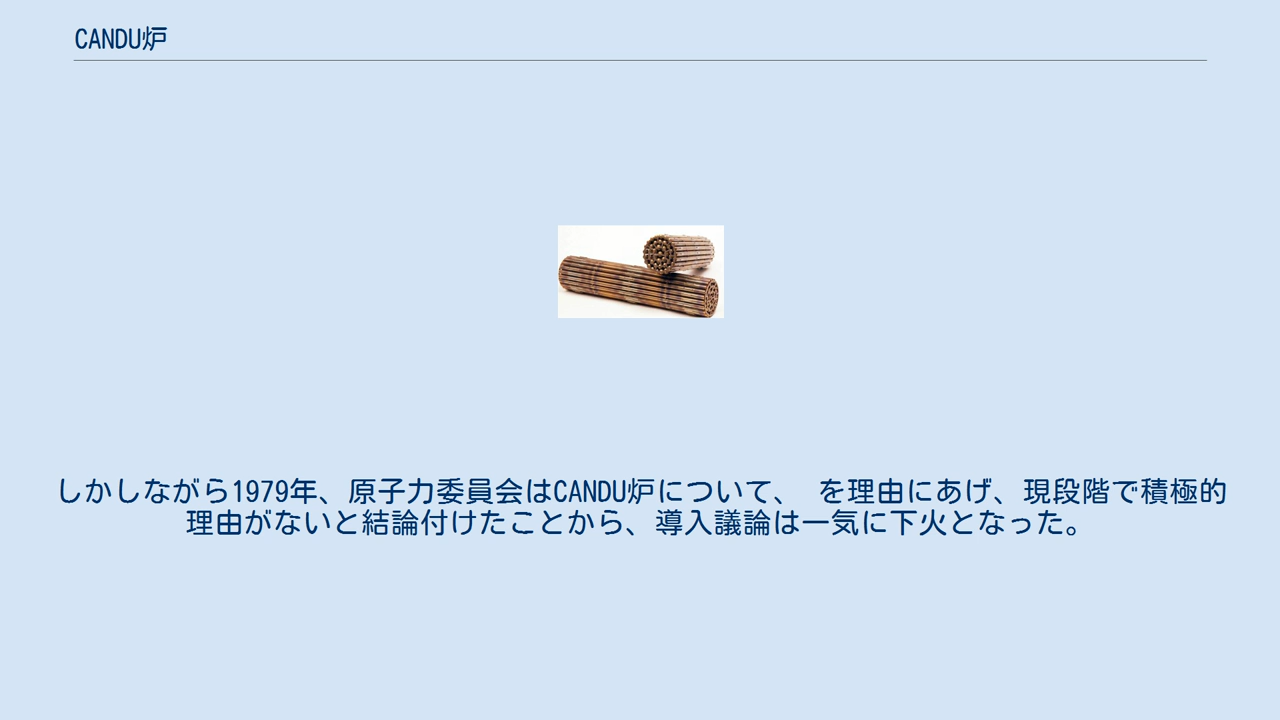 CANDU炉
しかしながら1979年、原子力委員会はCANDU炉について、 を理由にあげ、現段階で積極的
理由がないと結論付けたことから、導入議論は一気に下火となった。